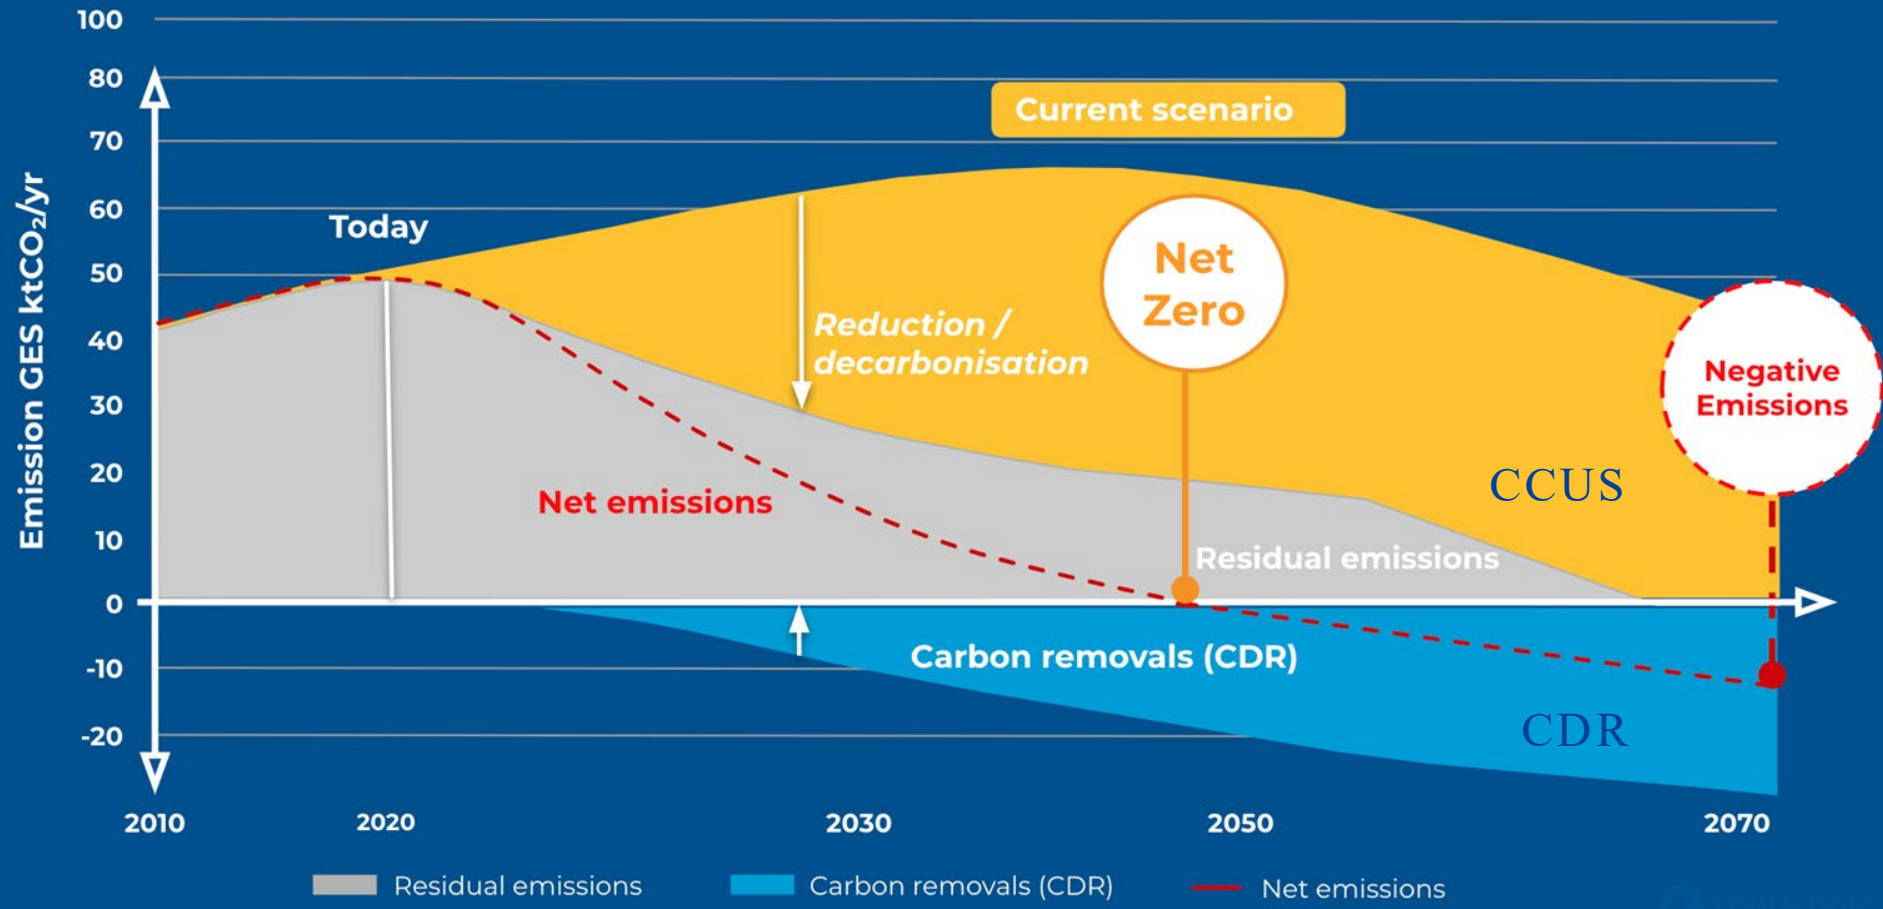 100
80
70
60
50
40
30
20
10
0
-10
-20
Emission GES ktCO₂/yr
Current scenario
Today
Reduction /
decarbonisation
Net
Zero
Negative
Emissions
CCUS
Net emissions
Residual emissions
Carbon removals (CDR)
CDR
2010
2020
2030
2050
2070
Residual emissions
Carbon removals (CDR)
Net emissions